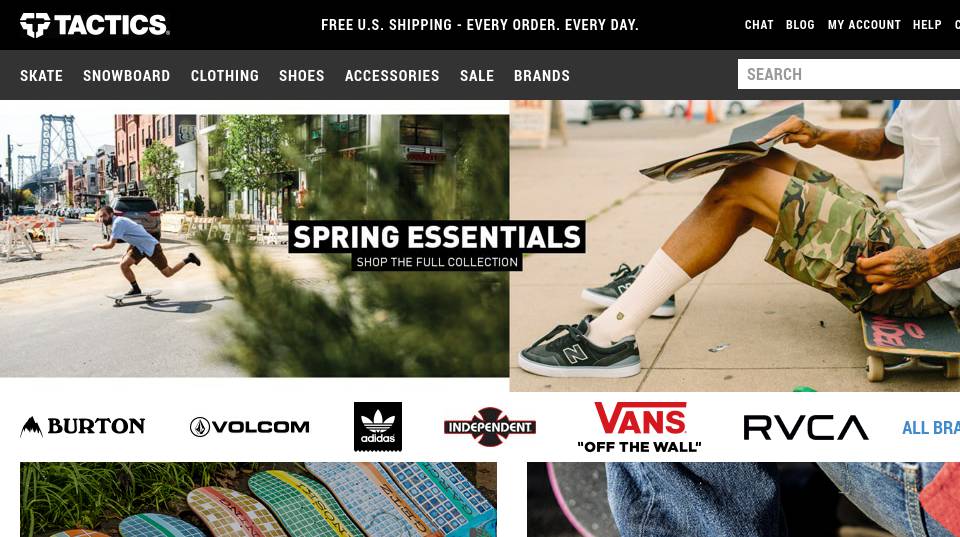 TACTICS
FREE U.S. SHIPPING - EVERY ORDER. EVERY DAY.
CHAT BLOG MY ACCOUNT HELP
SKATE SNOWBOARD CLOTHING SHOES ACCESSORIES SALE BRANDS
SEARCH
SALE
SPRING ESSENTIALS
SHOP THE FULL COLLECTION
N
BURTON
VOLCOM
adidas
INDEPENDENT
VANS
"OFF THE WALL"
RVCA
ALL BRA